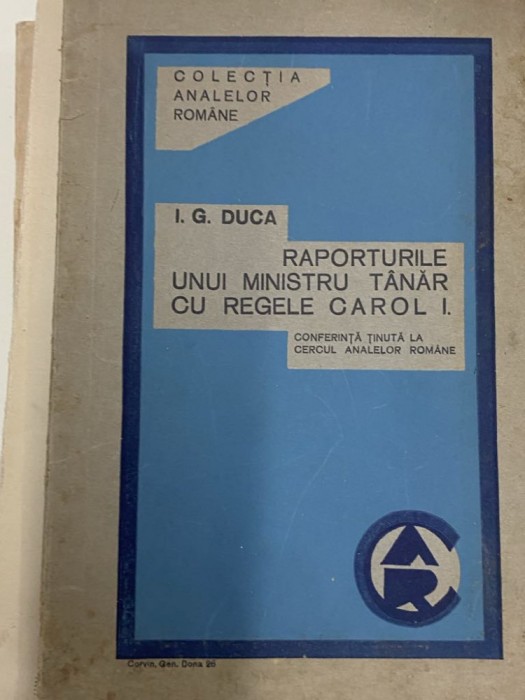 COLECȚIA
ANALELOR
ROMÂNE
I. G. DUCA
RAPORTURILE
UNUI MINISTRU TÂNĂR
CU REGELE CAROL I.
CONFERINȚĂ ȚINUTĂ LA
CERCUL ANALELOR ROMÂNE
CAR
Corvin, Gen. Dona 26